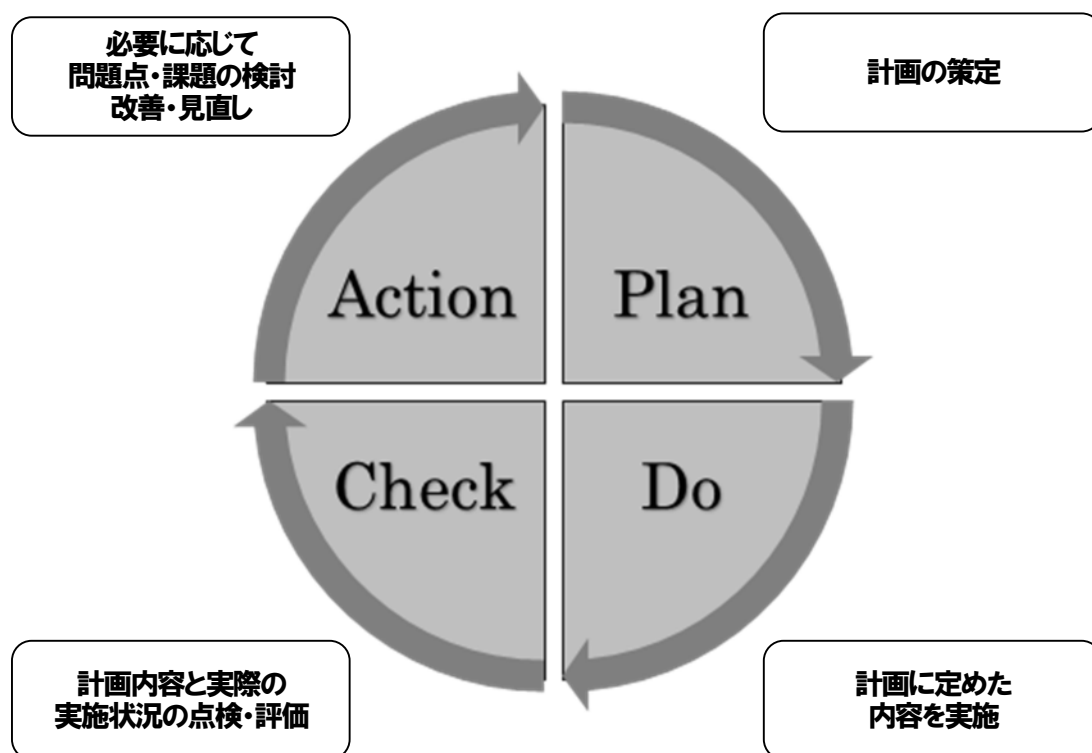 必要に応じて
問題点・課題の検討
改善・見直し
計画の策定
Action
Plan
Check
Do
計画内容と実際の
実施状況の点検・評価
計画に定めた
内容を実施